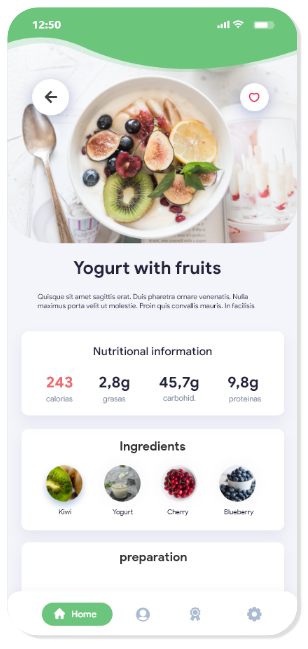 12:50
Yogurt with fruits
Quisque sit amet sagittis erat. Duis pharetra ornare venenatis. Nulla
maximus porta velit ut molestie. Proin quis convallis mauris. In facilisis
Nutritional information
243 2,8g 45,7g 9,8g
calorias grasas carbohid. proteinas
Ingredients
Kiwi Yogurt Cherry Blueberry
preparation
Home